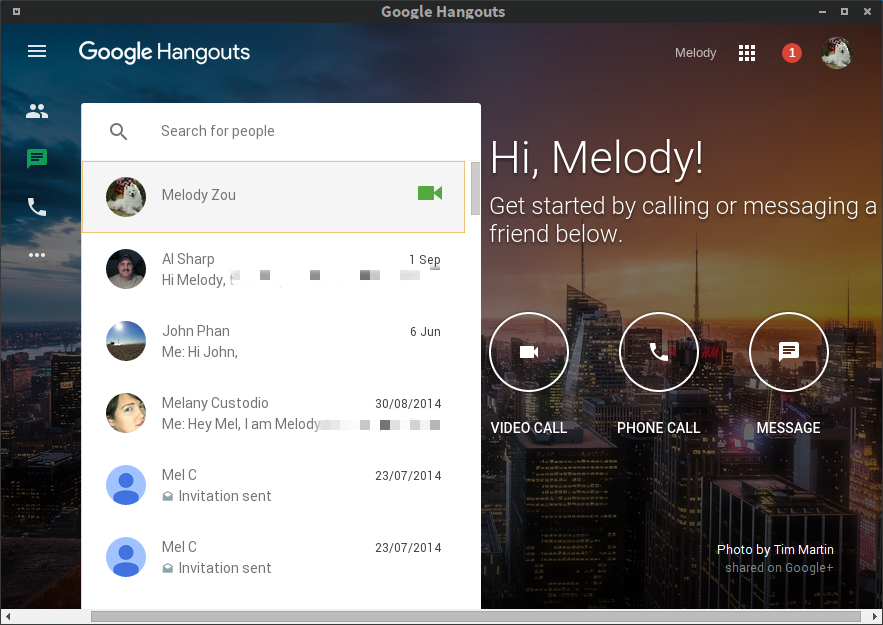 Google Hangouts
Google Hangouts
Melody
1
Search for people
Melody Zou
Al Sharp
1 Sep
Hi Melody,
John Phan
6 Jun
Me: Hi John,
Melany Custodio
30/08/2014
Me: Hey Mel, I am Melody
Mel C
23/07/2014
Invitation sent
Mel C
23/07/2014
Invitation sent
Hi, Melody!
Get started by calling or messaging a
friend below.
H&M
VIDEO CALL
PHONE CALL
MESSAGE
Photo by Tim Martin
shared on Google+